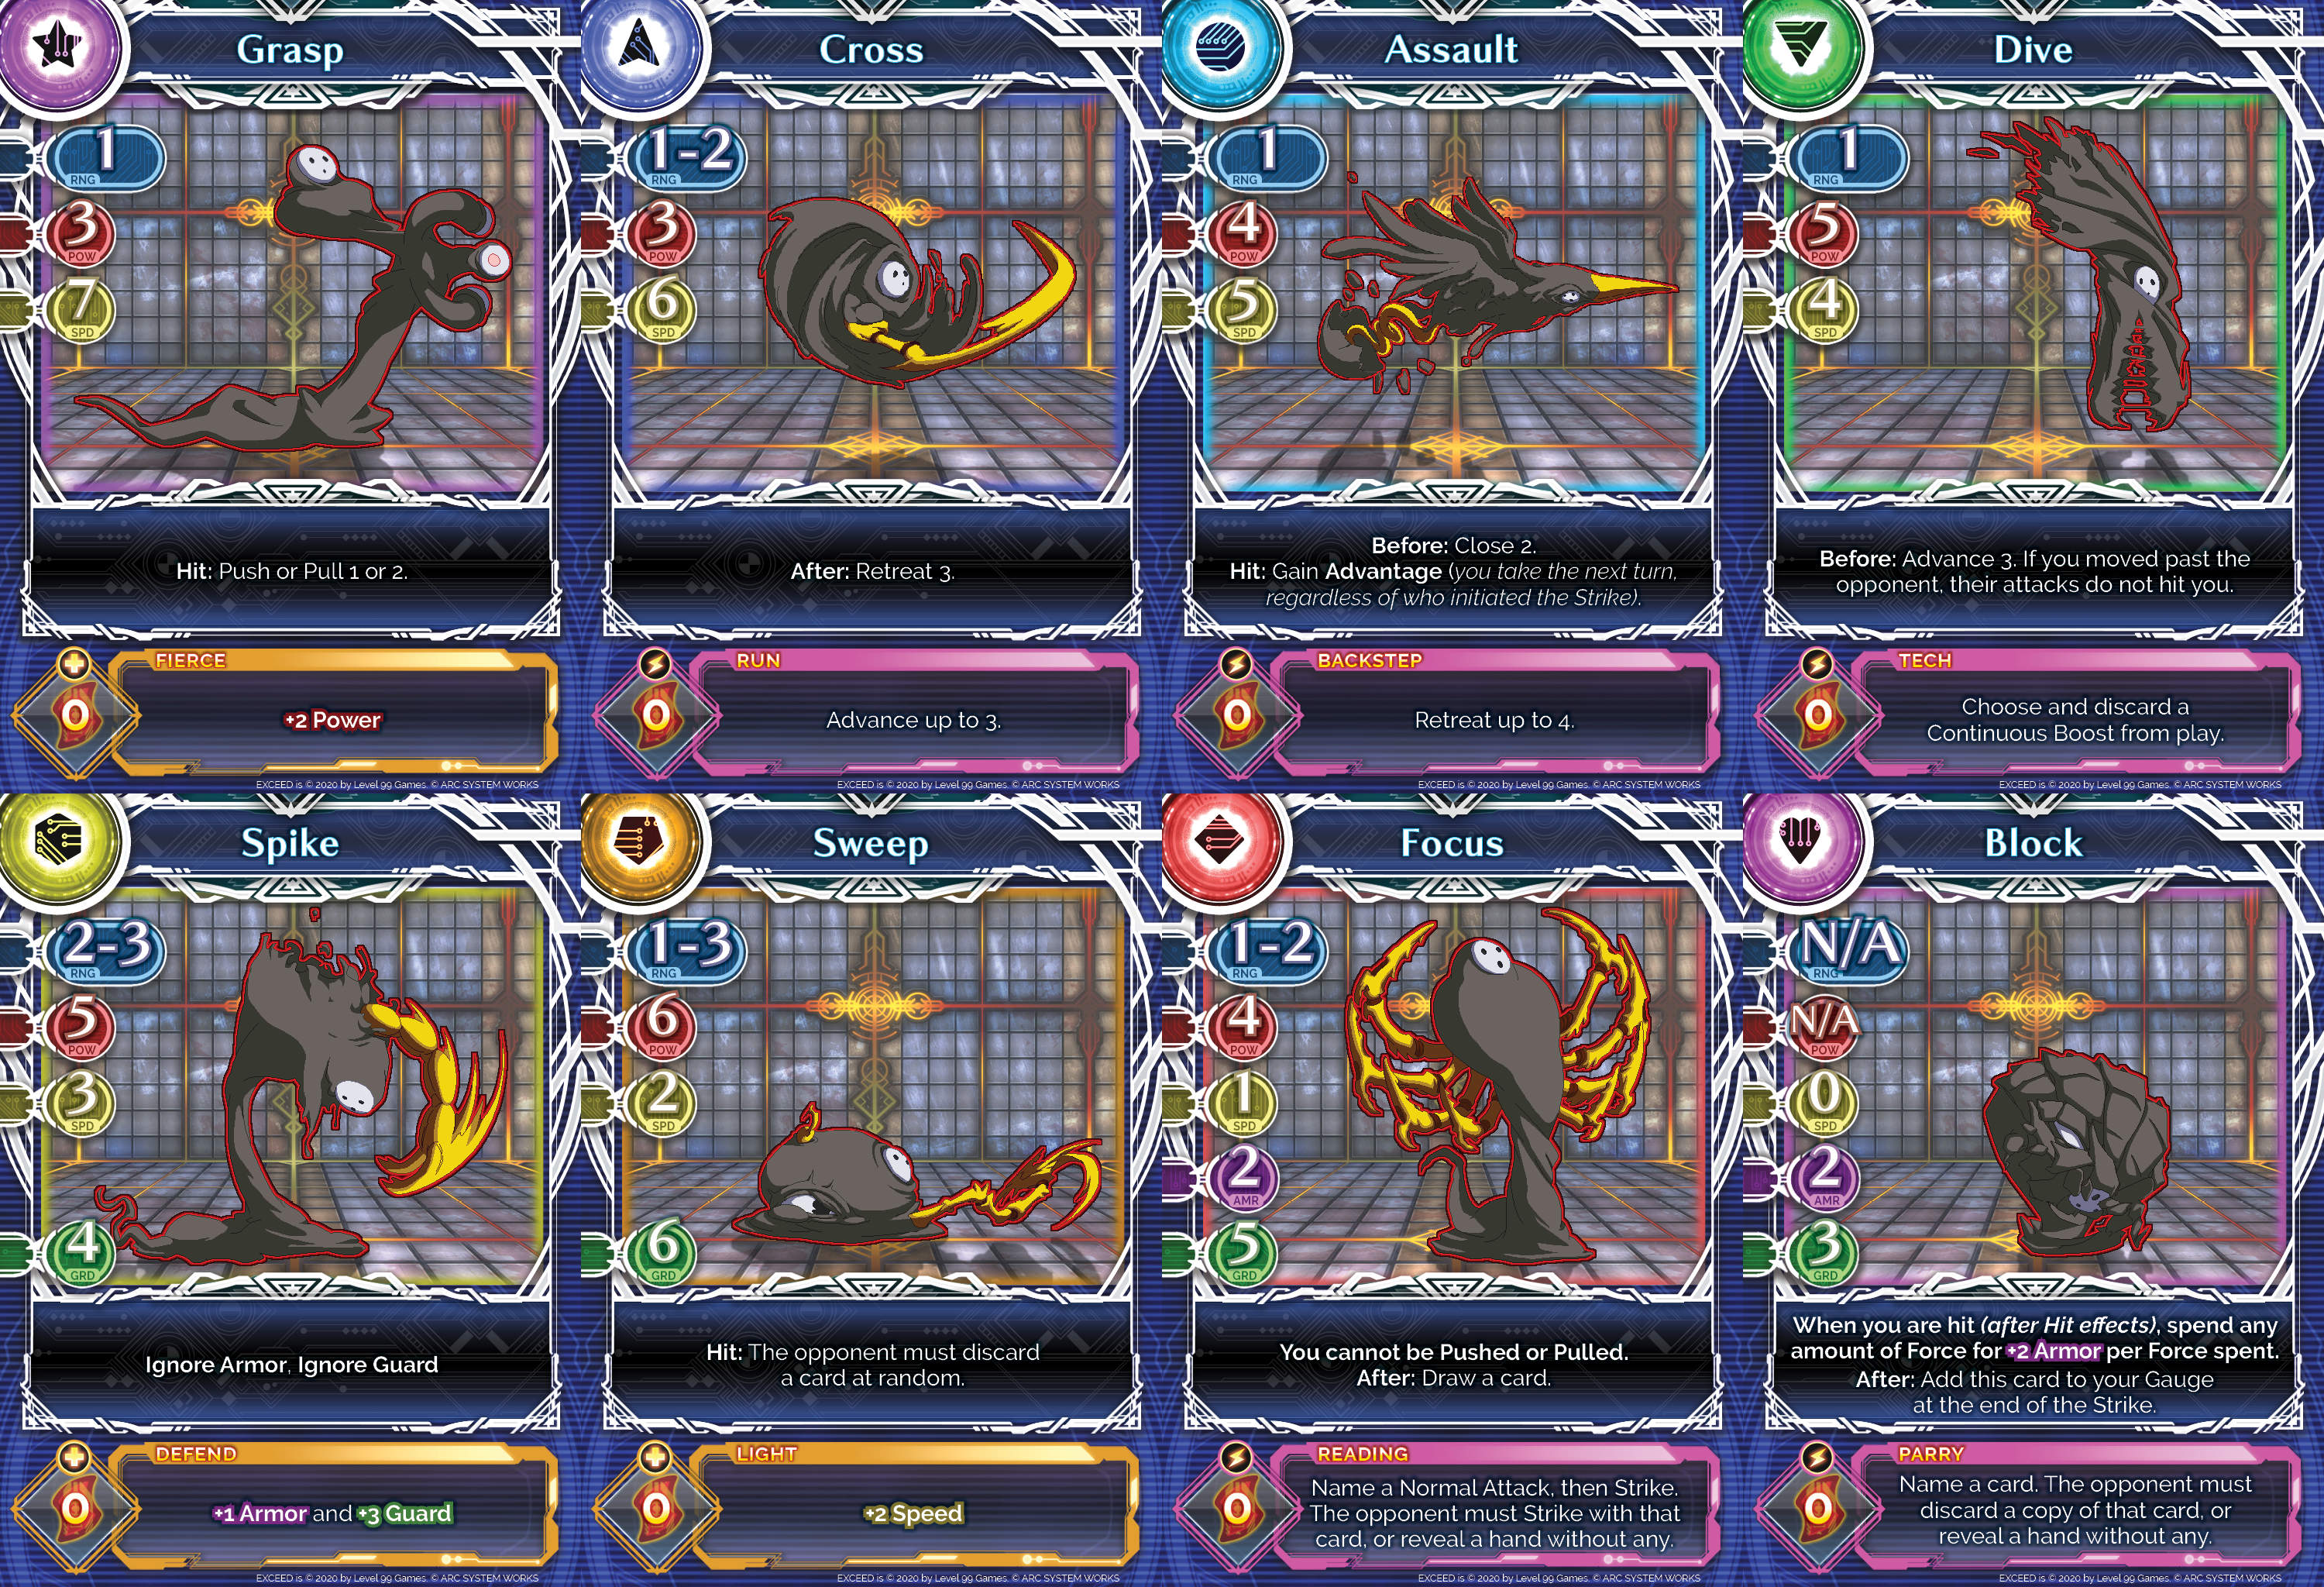 Grasp
1
RNG
3
POW
7
SPD
Hit: Push or Pull 1 or 2.
FIERCE
0
+2 Power
EXCEED is © 2020 by Level 99 Games. © ARC SYSTEM WORKS
Cross
1-2
RNG
3
POW
6
SPD
After: Retreat 3.
RUN
0
Advance up to 3.
EXCEED is © 2020 by Level 99 Games. © ARC SYSTEM WORKS
Assault
1
RNG
4
POW
5
SPD
Before: Close 2.
Hit: Gain Advantage (you take the next turn,
regardless of who initiated the Strike).
BACKSTEP
0
Retreat up to 4.
EXCEED is © 2020 by Level 99 Games. © ARC SYSTEM WORKS
Dive
1
RNG
5
POW
4
SPD
Before: Advance 3. If you moved past the
opponent, their attacks do not hit you.
TECH
0
Choose and discard a
Continuous Boost from play.
EXCEED is © 2020 by Level 99 Games. © ARC SYSTEM WORKS
Spike
2-3
RNG
5
POW
3
SPD
4
GRD
Ignore Armor, Ignore Guard
DEFEND
0
+1 Armor and +3 Guard
EXCEED is © 2020 by Level 99 Games. © ARC SYSTEM WORKS
Sweep
1-3
RNG
6
POW
2
SPD
6
GRD
Hit: The opponent must discard
a card at random.
LIGHT
0
+2 Speed
EXCEED is © 2020 by Level 99 Games. © ARC SYSTEM WORKS
Focus
1-2
RNG
4
POW
1
SPD
2
AMR
5
GRD
You cannot be Pushed or Pulled.
After: Draw a card.
READING
0
Name a Normal Attack, then Strike.
The opponent must Strike with that
card, or reveal a hand without any.
EXCEED is © 2020 by Level 99 Games. © ARC SYSTEM WORKS
Block
N/A
RNG
N/A
POW
0
SPD
2
AMR
3
GRD
When you are hit (after Hit effects), spend any
amount of Force for +2 Armor per Force spent.
After: Add this card to your Gauge
at the end of the Strike.
PARRY
0
Name a card. The opponent must
discard a copy of that card, or
reveal a hand without any.
EXCEED is © 2020 by Level 99 Games. © ARC SYSTEM WORKS